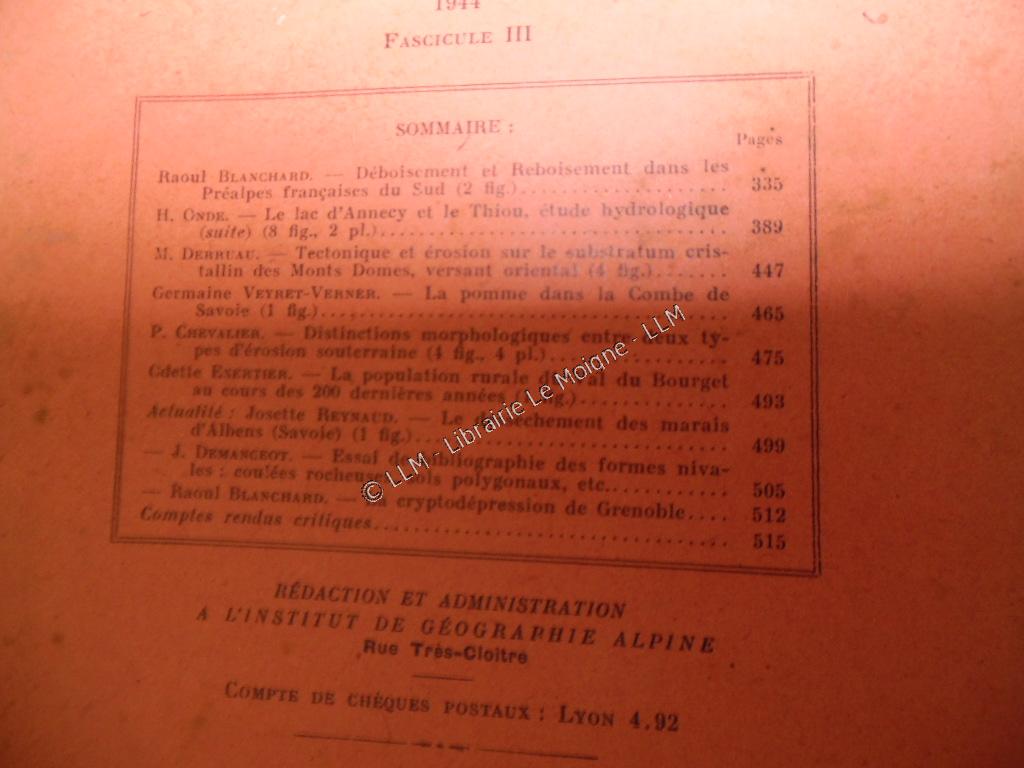 1944
FASCICULE III
SOMMAIRE :
Pages
Raoul BLANCHARD. — Déboisement et Reboisement dans les
Préalpes françaises du Sud (2 fig.).................... 335
H. ONDE. — Le lac d'Annecy et le Thiou, étude hydrologique
(suite) (8 fig., 2 pl.)................................ 389
M. DERRUAU. — Tectonique et érosion sur le substratum cris-
tallin des Monts Domes, versant oriental (4 fig.)........ 447
Germaine VEYRET-VERNER. — La pomme dans la Combe de
Savoie (1 fig.)........................................ 465
P. CHEVALIER. — Distinctions morphologiques entre deux ty-
pes d'érosion souterraine (4 fig., 4 pl.)................ 475
Odette EXERTIER. — La population rurale du val du Bourget
au cours des 200 dernières années ( fig.)............... 493
Actualité : Josette REYNAUD. — Le dessèchement des marais
d'Albens (Savoie) (1 fig.).............................. 499
— J. DEMANGEOT. — Essai de bibliographie des formes niva-
les : coulées rocheuses, sols polygonaux, etc............ 505
— Raoul BLANCHARD. — La cryptodépression de Grenoble.... 512
Comptes rendus critiques................................ 515
© LLM - Librairie Le Moigne - LLM
RÉDACTION ET ADMINISTRATION
A L'INSTITUT DE GÉOGRAPHIE ALPINE
Rue Très-Cloître
COMPTE DE CHÈQUES POSTAUX : LYON 4.92